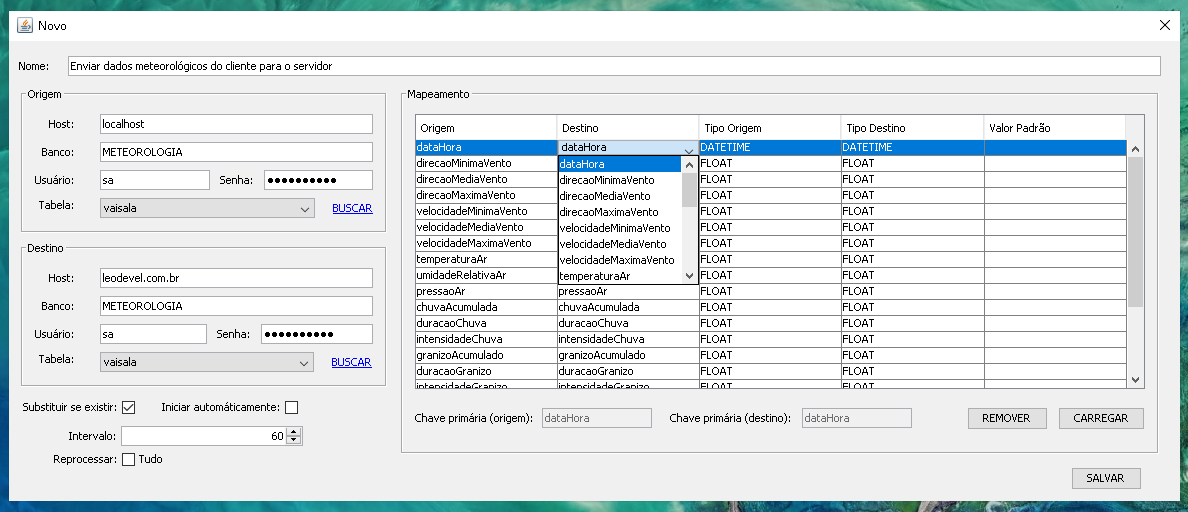 Novo
Nome: Enviar dados meteorológicos do cliente para o servidor
Origem
Host: localhost
Banco: METEOROLOGIA
Usuário: sa Senha: ●●●●●●●●●●
Tabela: vaisala BUSCAR
Destino
Host: leodevel.com.br
Banco: METEOROLOGIA
Usuário: sa Senha: ●●●●●●●●●●
Tabela: vaisala BUSCAR
Substituir se existir: Iniciar automáticamente:
Intervalo: 60
Reprocessar: Tudo
Mapeamento
Origem Destino Tipo Origem Tipo Destino Valor Padrão
dataHora dataHora DATETIME DATETIME
direcaoMinimaVento dataHora FLOAT FLOAT
direcaoMediaVento direcaoMinimaVento FLOAT FLOAT
direcaoMaximaVento direcaoMediaVento FLOAT FLOAT
velocidadeMinimaVento direcaoMaximaVento FLOAT FLOAT
velocidadeMediaVento velocidadeMinimaVento FLOAT FLOAT
velocidadeMaximaVento velocidadeMediaVento FLOAT FLOAT
temperaturaAr velocidadeMaximaVento FLOAT FLOAT
umidadeRelativaAr temperaturaAr FLOAT FLOAT
pressaoAr pressaoAr FLOAT FLOAT
chuvaAcumulada chuvaAcumulada FLOAT FLOAT
duracaoChuva duracaoChuva FLOAT FLOAT
intensidadeChuva intensidadeChuva FLOAT FLOAT
granizoAcumulado granizoAcumulado FLOAT FLOAT
duracaoGranizo duracaoGranizo FLOAT FLOAT
intensidadeGranizo intensidadeGranizo FLOAT FLOAT
Chave primária (origem): dataHora Chave primária (destino): dataHora REMOVER CARREGAR
SALVAR